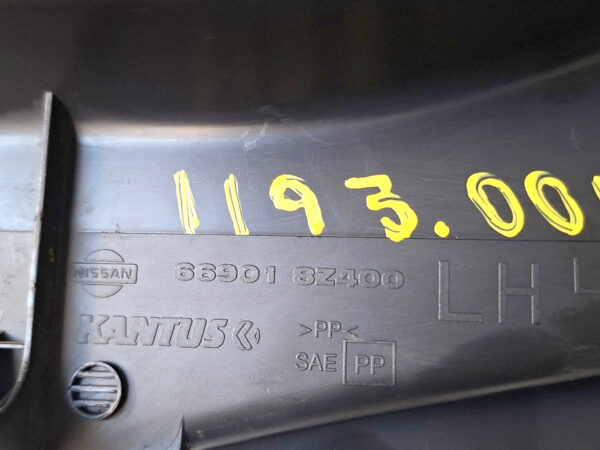 1193.00
NISSAN 66901 8Z400 LH
KANTUS >PP<
SAE PP